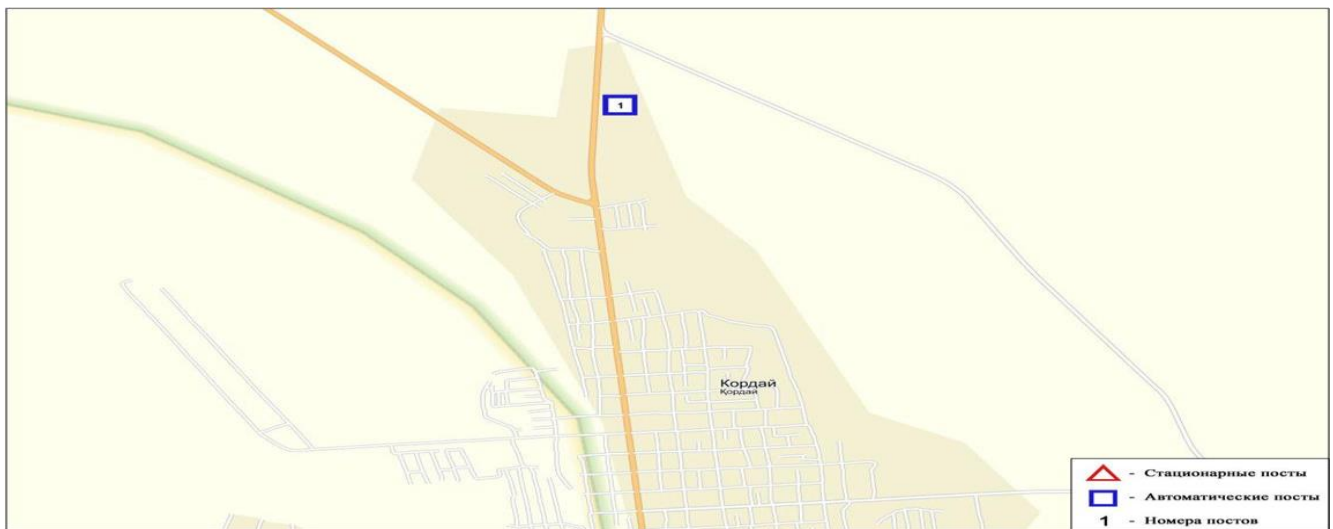 1
Кордай
Қордай
- Стационарные посты
- Автоматические посты
1 - Номера постов